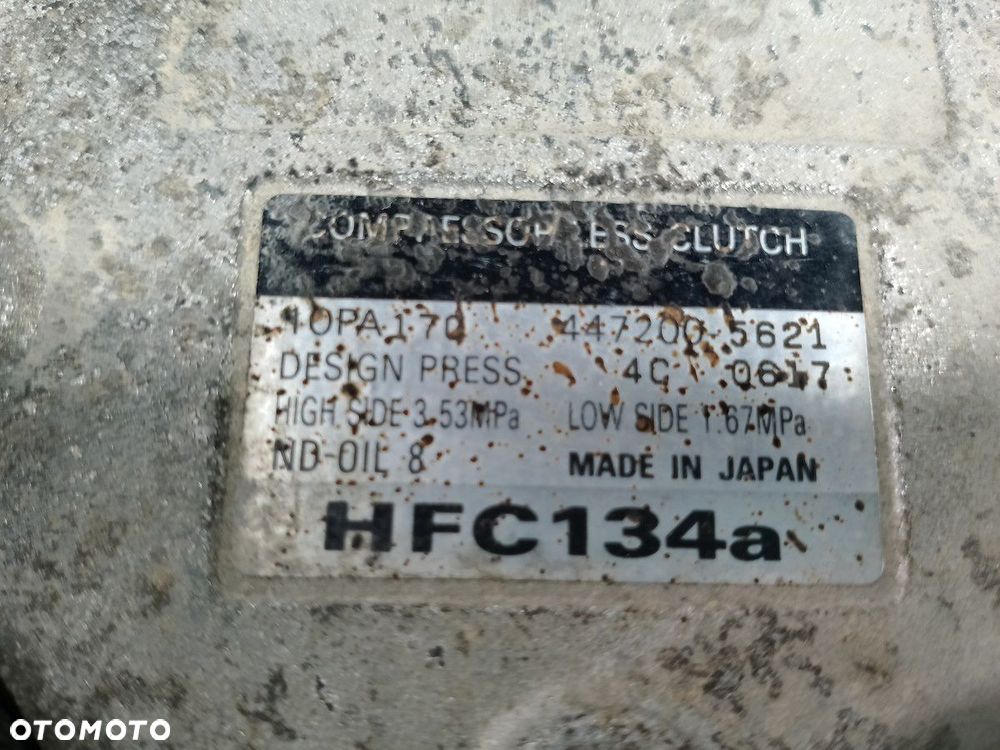 COMPRESSOR LESS CLUTCH
10PA17C 447200-5621
DESIGN PRESS. 4C 0617
HIGH SIDE 3.53MPa LOW SIDE 1.67MPa
ND-OIL 8 MADE IN JAPAN
HFC134a
OTOMOTO